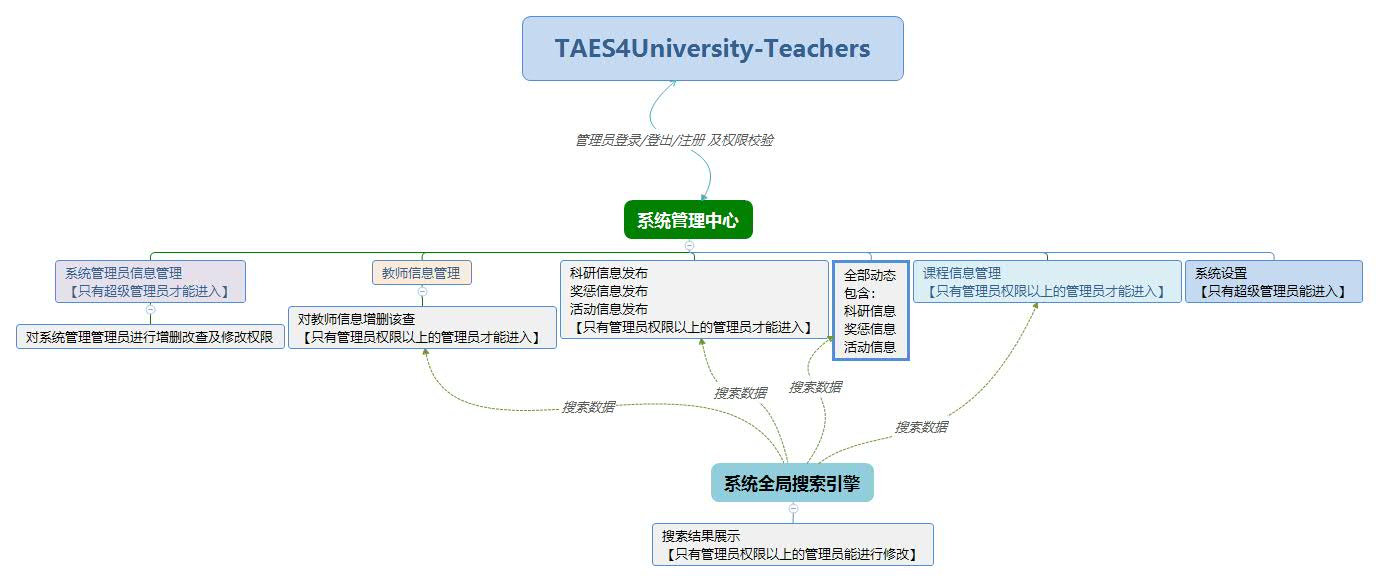 TAES4University-Teachers
管理员登录/登出/注册 及权限校验
系统管理中心
系统管理员信息管理
【只有超级管理员才能进入】
对系统管理管理员进行增删改查及修改权限
教师信息管理
对教师信息增删该查
【只有管理员权限以上的管理员才能进入】
科研信息发布
奖惩信息发布
活动信息发布
【只有管理员权限以上的管理员才能进入】
全部动态
包含：
科研信息
奖惩信息
活动信息
课程信息管理
【只有管理员权限以上的管理员才能进入】
系统设置
【只有超级管理员能进入】
搜索数据
搜索数据
搜索数据
搜索数据
系统全局搜索引擎
搜索结果展示
【只有管理员权限以上的管理员能进行修改】